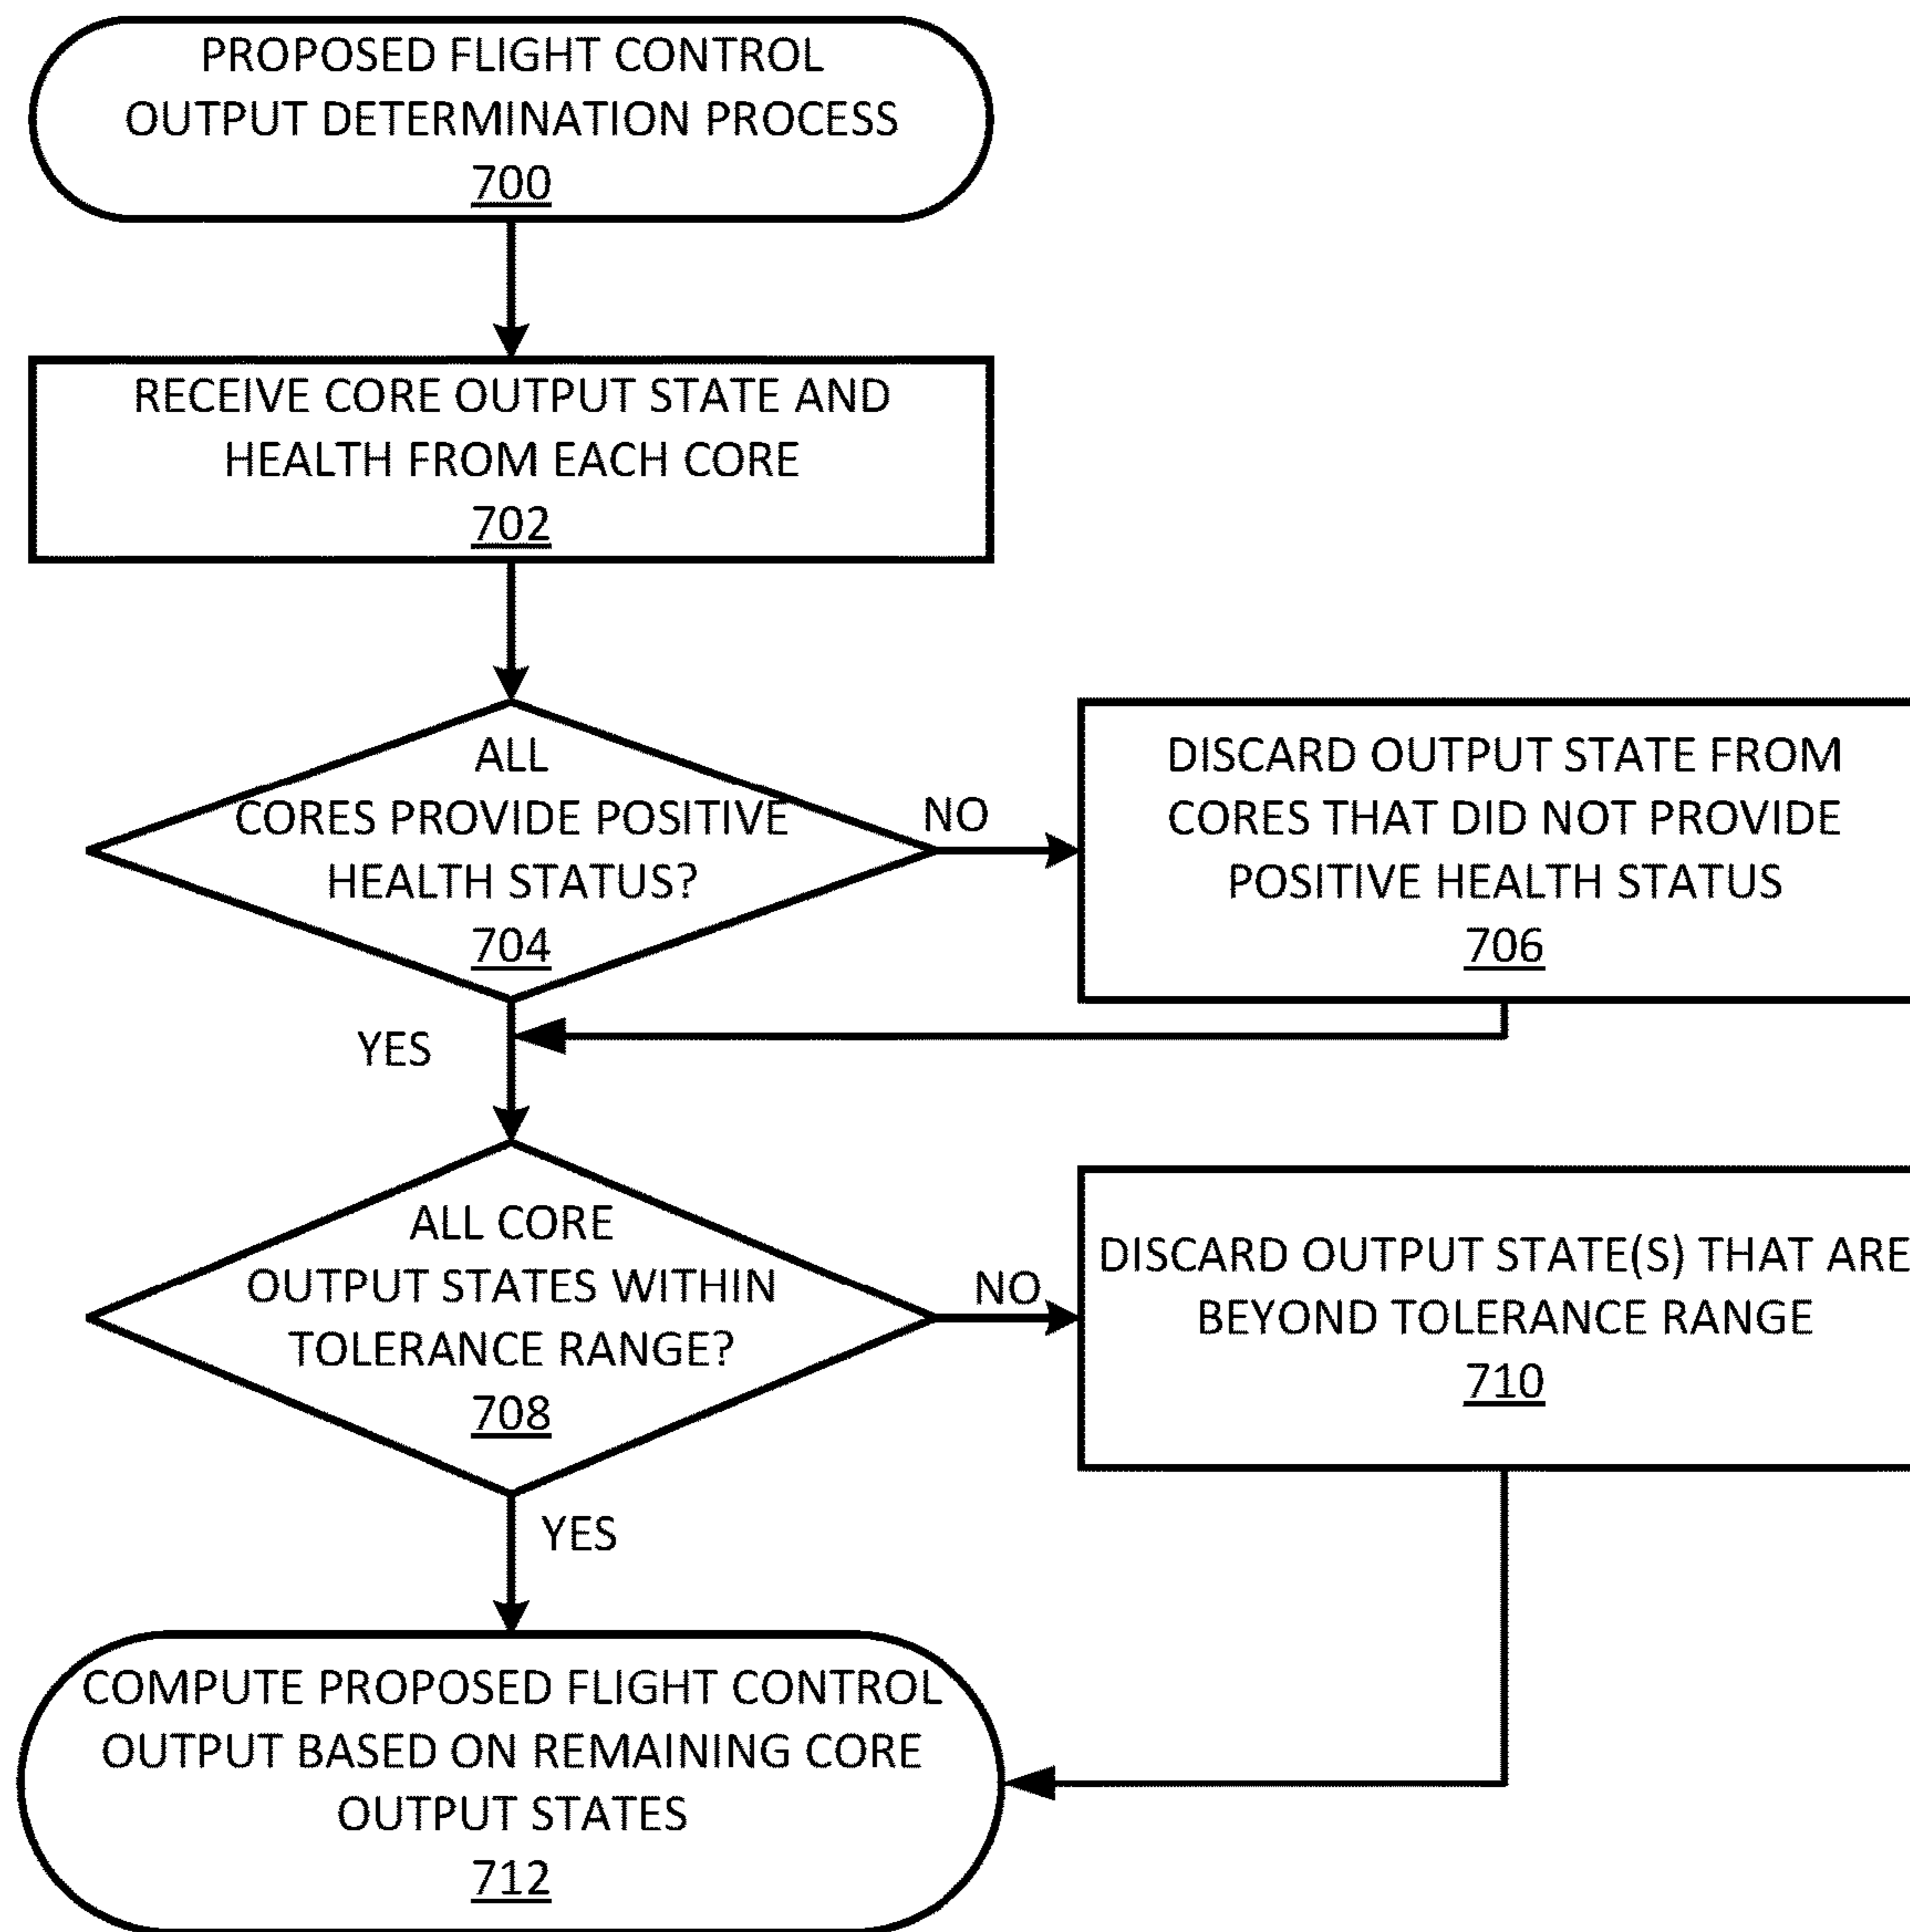 PROPOSED FLIGHT CONTROL
OUTPUT DETERMINATION PROCESS
700
RECEIVE CORE OUTPUT STATE AND
HEALTH FROM EACH CORE
702
ALL
CORES PROVIDE POSITIVE
HEALTH STATUS?
704
NO
DISCARD OUTPUT STATE FROM
CORES THAT DID NOT PROVIDE
POSITIVE HEALTH STATUS
706
YES
ALL CORE
OUTPUT STATES WITHIN
TOLERANCE RANGE?
708
NO
DISCARD OUTPUT STATE(S) THAT ARE
BEYOND TOLERANCE RANGE
710
YES
COMPUTE PROPOSED FLIGHT CONTROL
OUTPUT BASED ON REMAINING CORE
OUTPUT STATES
712